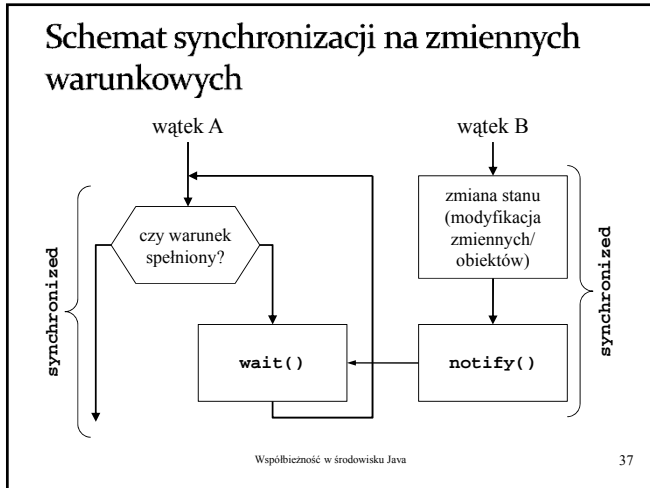 Schemat synchronizacji na zmiennych
warunkowych
wątek A
wątek B
synchronized
czy warunek
spełniony?
wait()
zmiana stanu
(modyfikacja
zmiennych/
obiektów)
notify()
synchronized
Współbieżność w środowisku Java
37